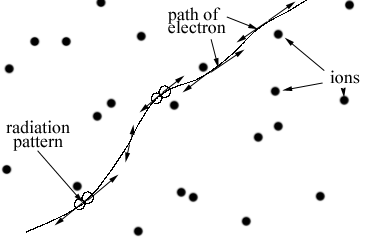 path of
electron
ions
radiation
pattern